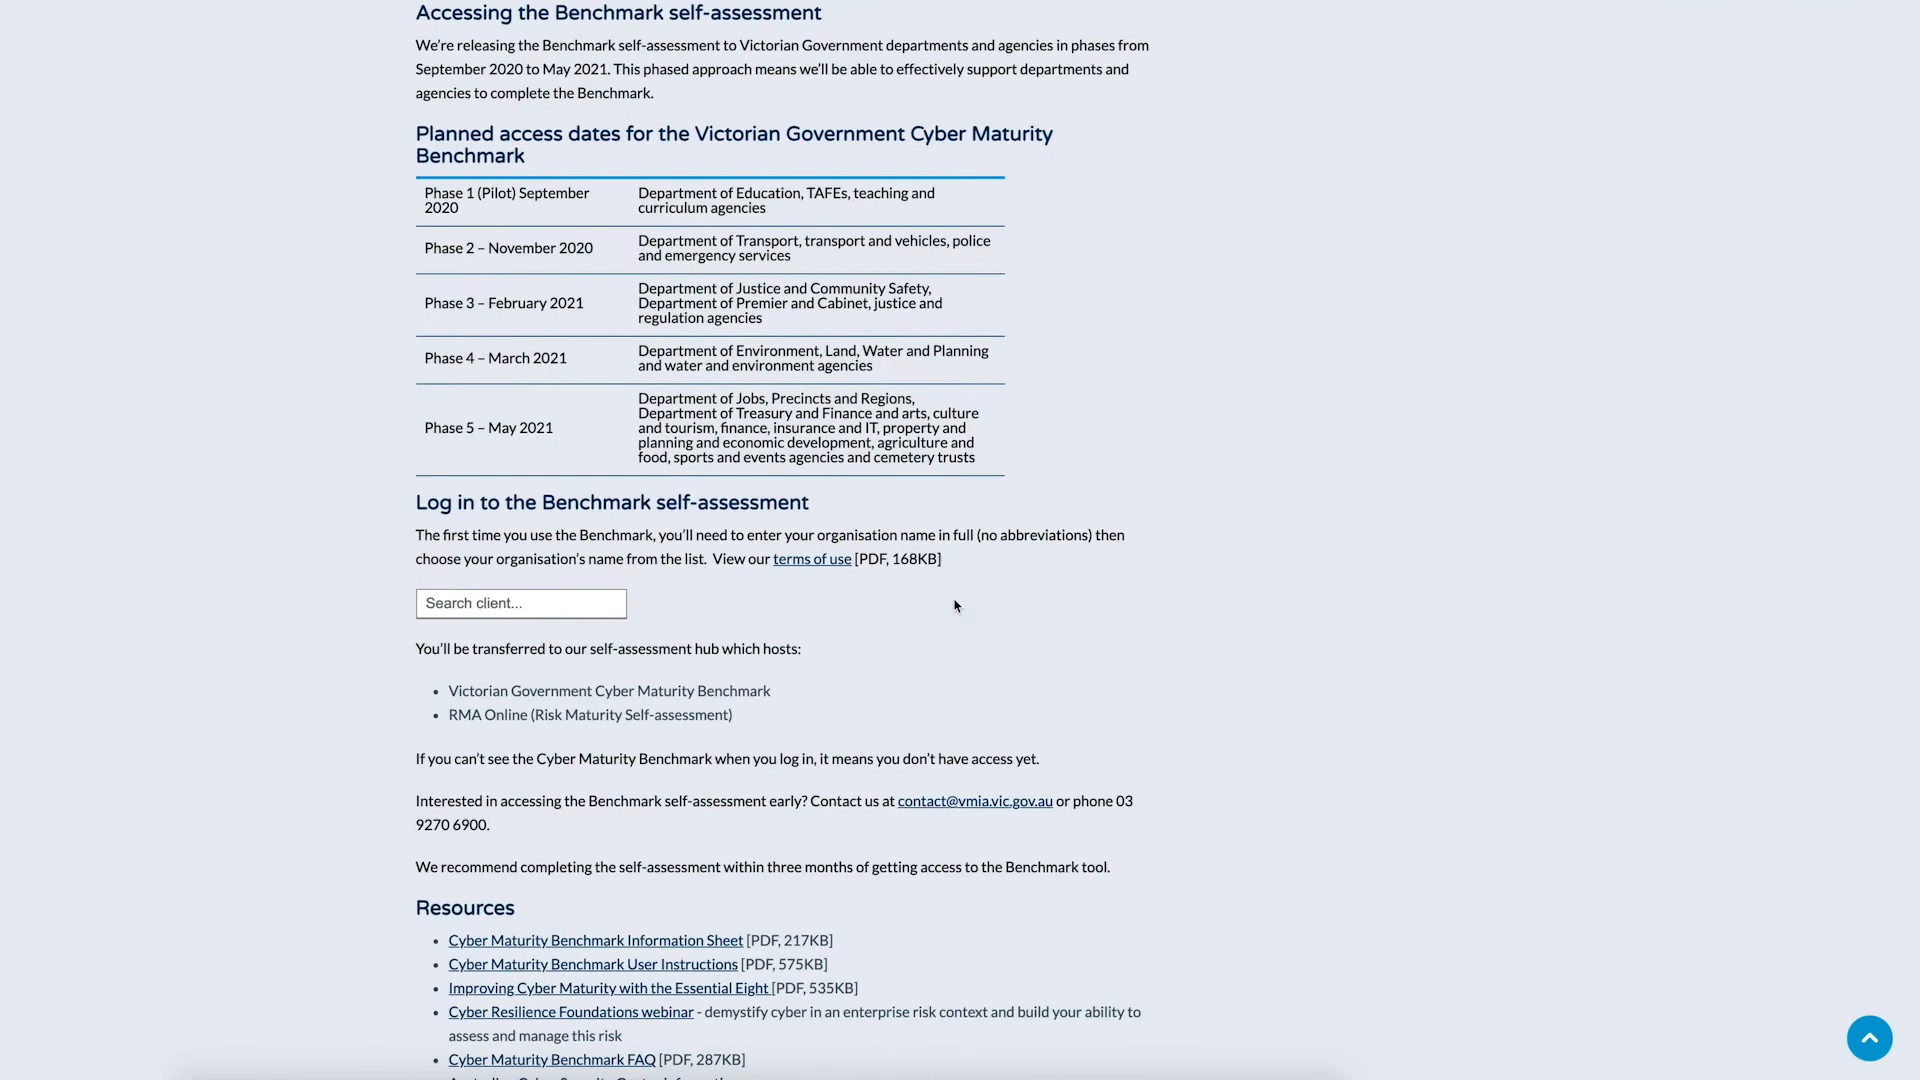 Accessing the Benchmark self-assessment
We're releasing the Benchmark self-assessment to Victorian Government departments and agencies in phases from
September 2020 to May 2021. This phased approach means we'll be able to effectively support departments and
agencies to complete the Benchmark.
Planned access dates for the Victorian Government Cyber Maturity
Benchmark
Phase 1 (Pilot) September
2020
Department of Education, TAFEs, teaching and
curriculum agencies
Phase 2 – November 2020
Department of Transport, transport and vehicles, police
and emergency services
Phase 3 – February 2021
Department of Justice and Community Safety,
Department of Premier and Cabinet, justice and
regulation agencies
Phase 4 – March 2021
Department of Environment, Land, Water and Planning
and water and environment agencies
Phase 5 – May 2021
Department of Jobs, Precincts and Regions,
Department of Treasury and Finance and arts, culture
and tourism, finance, insurance and IT, property and
planning and economic development, agriculture and
food, sports and events agencies and cemetery trusts
Log in to the Benchmark self-assessment
The first time you use the Benchmark, you'll need to enter your organisation name in full (no abbreviations) then
choose your organisation's name from the list. View our terms of use [PDF, 168KB]
Search client...
You'll be transferred to our self-assessment hub which hosts:
• Victorian Government Cyber Maturity Benchmark
• RMA Online (Risk Maturity Self-assessment)
If you can't see the Cyber Maturity Benchmark when you log in, it means you don't have access yet.
Interested in accessing the Benchmark self-assessment early? Contact us at contact@vmia.vic.gov.au or phone 03
9270 6900.
We recommend completing the self-assessment within three months of getting access to the Benchmark tool.
Resources
• Cyber Maturity Benchmark Information Sheet [PDF, 217KB]
• Cyber Maturity Benchmark User Instructions [PDF, 575KB]
• Improving Cyber Maturity with the Essential Eight [PDF, 535KB]
• Cyber Resilience Foundations webinar - demystify cyber in an enterprise risk context and build your ability to
assess and manage this risk
• Cyber Maturity Benchmark FAQ [PDF, 287KB]